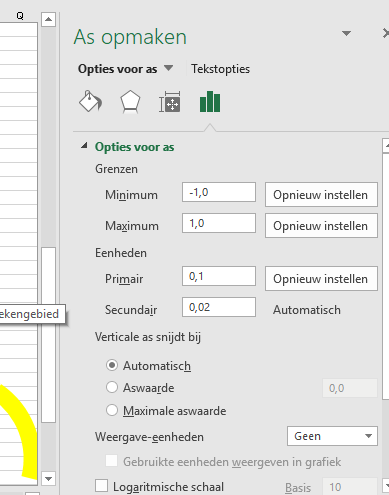 Q
As opmaken
Opties voor as Tekstopties
Opties voor as
Grenzen
Minimum -1,0 Opnieuw instellen
Maximum 1,0 Opnieuw instellen
Eenheden
Primair 0,1 Opnieuw instellen
Secundair 0,02 Automatisch
ekengebied
Verticale as snijdt bij
Automatisch
Aswaarde 0,0
Maximale aswaarde
Weergave-eenheden Geen
Gebruikte eenheden weergeven in grafiek
Logaritmische schaal Basis 10